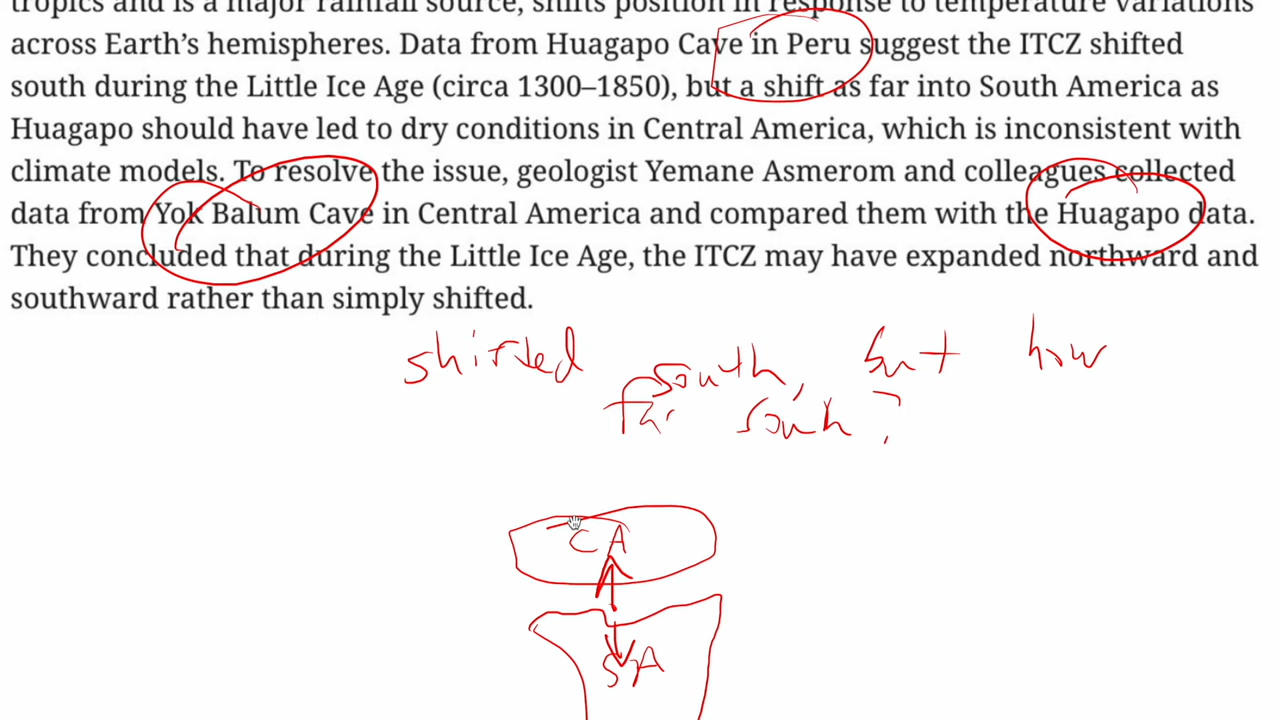 tropics and is a major rainfall source, shifts position in response to temperature variations
across Earth’s hemispheres. Data from Huagapo Cave in Peru suggest the ITCZ shifted
south during the Little Ice Age (circa 1300–1850), but a shift as far into South America as
Huagapo should have led to dry conditions in Central America, which is inconsistent with
climate models. To resolve the issue, geologist Yemane Asmerom and colleagues collected
data from Yok Balum Cave in Central America and compared them with the Huagapo data.
They concluded that during the Little Ice Age, the ITCZ may have expanded northward and
southward rather than simply shifted.
shifted south, but how
far south?
CA
SA